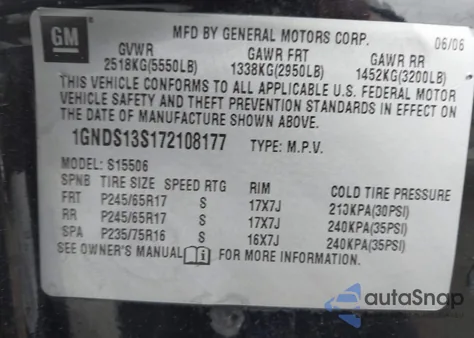 GM
MFD BY GENERAL MOTORS CORP. 06/06
GVWR GAWR FRT GAWR RR
2518KG(5550LB) 1338KG(2950LB) 1452KG(3200LB)
THIS VEHICLE CONFORMS TO ALL APPLICABLE U.S. FEDERAL MOTOR
VEHICLE SAFETY AND THEFT PREVENTION STANDARDS IN EFFECT ON
THE DATE OF MANUFACTURE SHOWN ABOVE.
1GNDS13S172108177 TYPE: M.P.V.
MODEL: S15506
SPNB TIRE SIZE SPEED RTG RIM COLD TIRE PRESSURE
FRT P245/65R17 S 17X7J 210KPA(30PSI)
RR P245/65R17 S 17X7J 240KPA(35PSI)
SPA P235/75R16 S 16X7J 240KPA(35PSI)
SEE OWNER'S MANUAL FOR MORE INFORMATION.
autoSnap